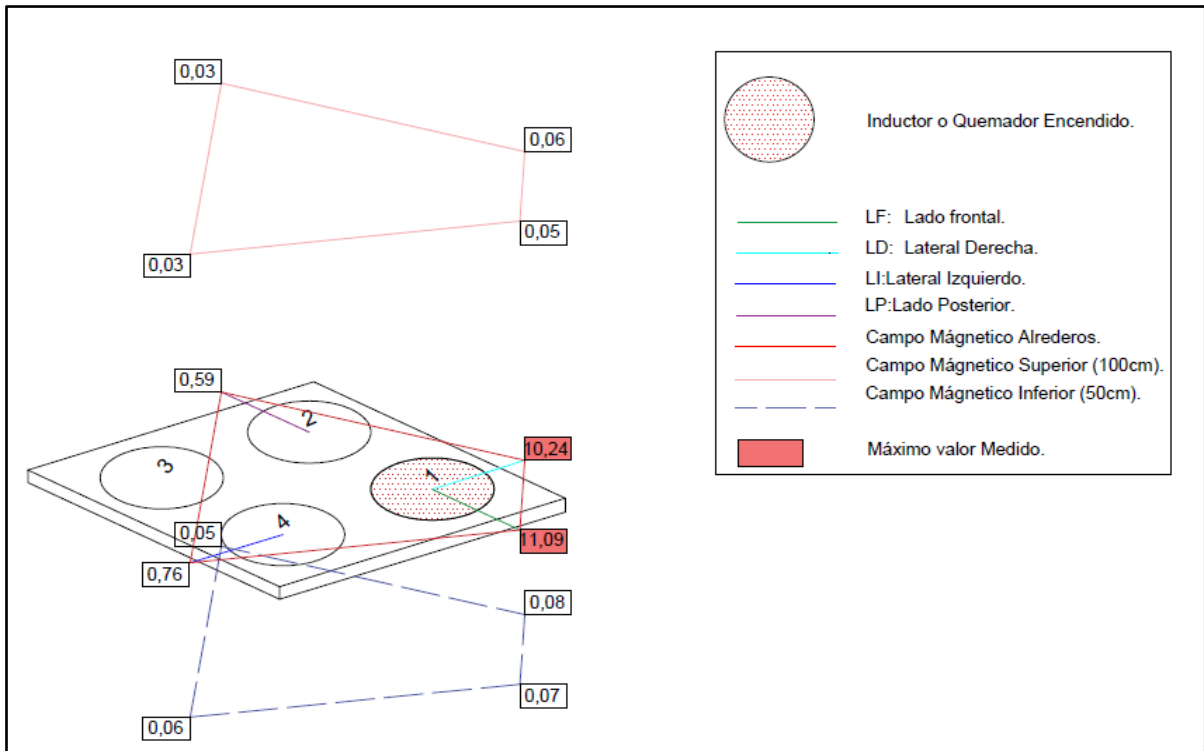 0,03
0,06
0,05
0,03
Inductor o Quemador Encendido.
LF: Lado frontal.
LD: Lateral Derecha.
LI:Lateral Izquierdo.
LP:Lado Posterior.
Campo Mágnetico Alrederos.
Campo Mágnetico Superior (100cm).
Campo Mágnetico Inferior (50cm).
Máximo valor Medido.
0,59
2
10,24
3
1
0,05
4
11,09
0,76
0,08
0,07
0,06